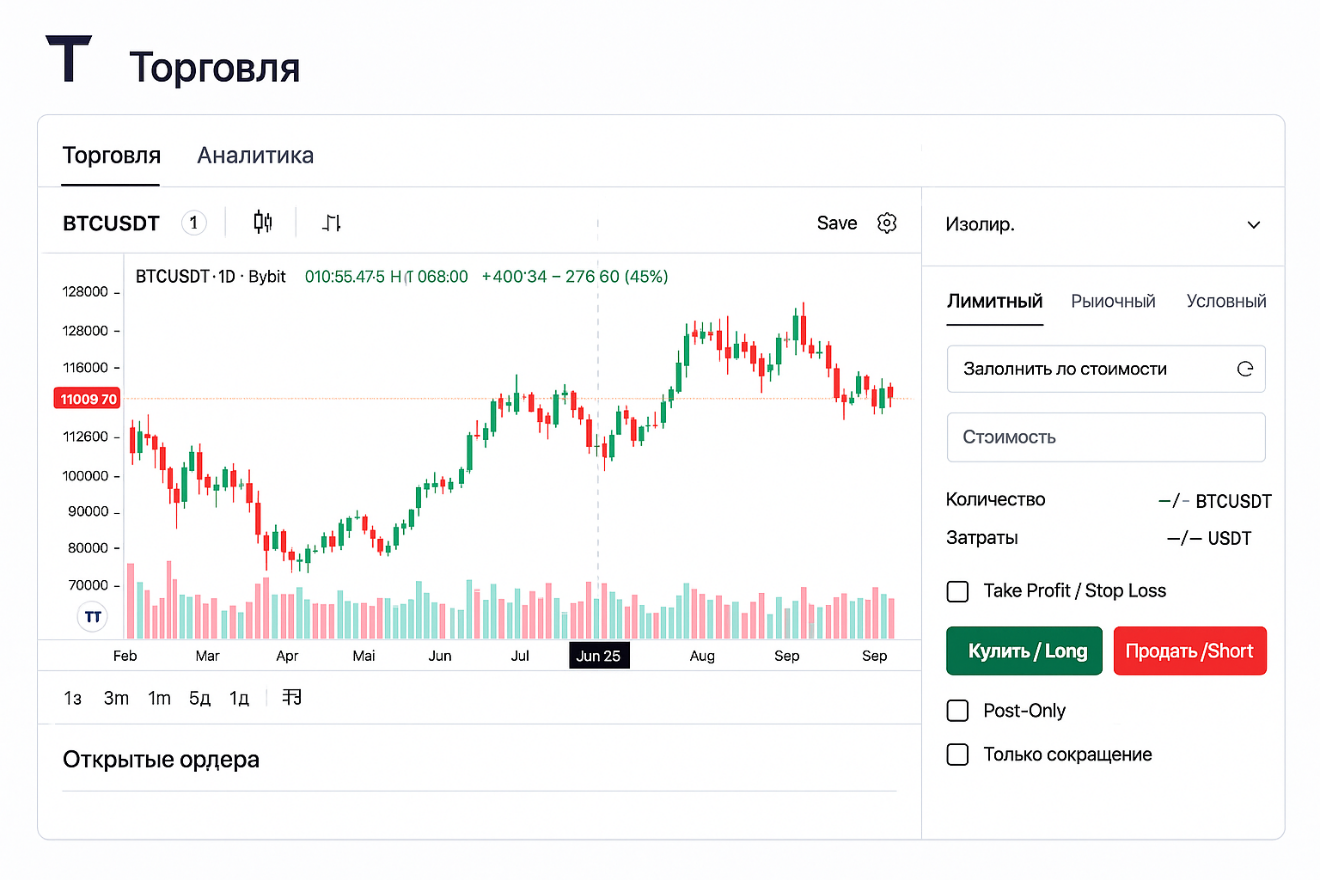 T Торговля
Торговля Аналитика
BTCUSDT 1 Save
BTCUSDT·1D · Bybit 010:55.47·5 H T 068:00 +400·34 – 276 60 (45%)
128000
128000
116000
11009 70
112600
100000
90000
80000
70000
TT
Feb Mar Apr Mai Jun Jul Jun 25 Aug Sep Sep
1з 3m 1m 5д 1д
Открытые ордера
Изолир.
Лимитный Рыиочный Условный
Залолнить ло стоимости
Стоимость
Количество –/- BTCUSDT
Затраты –/– USDT
Take Profit / Stop Loss
Кулить / Long Продать /Short
Post-Only
Только сокращение